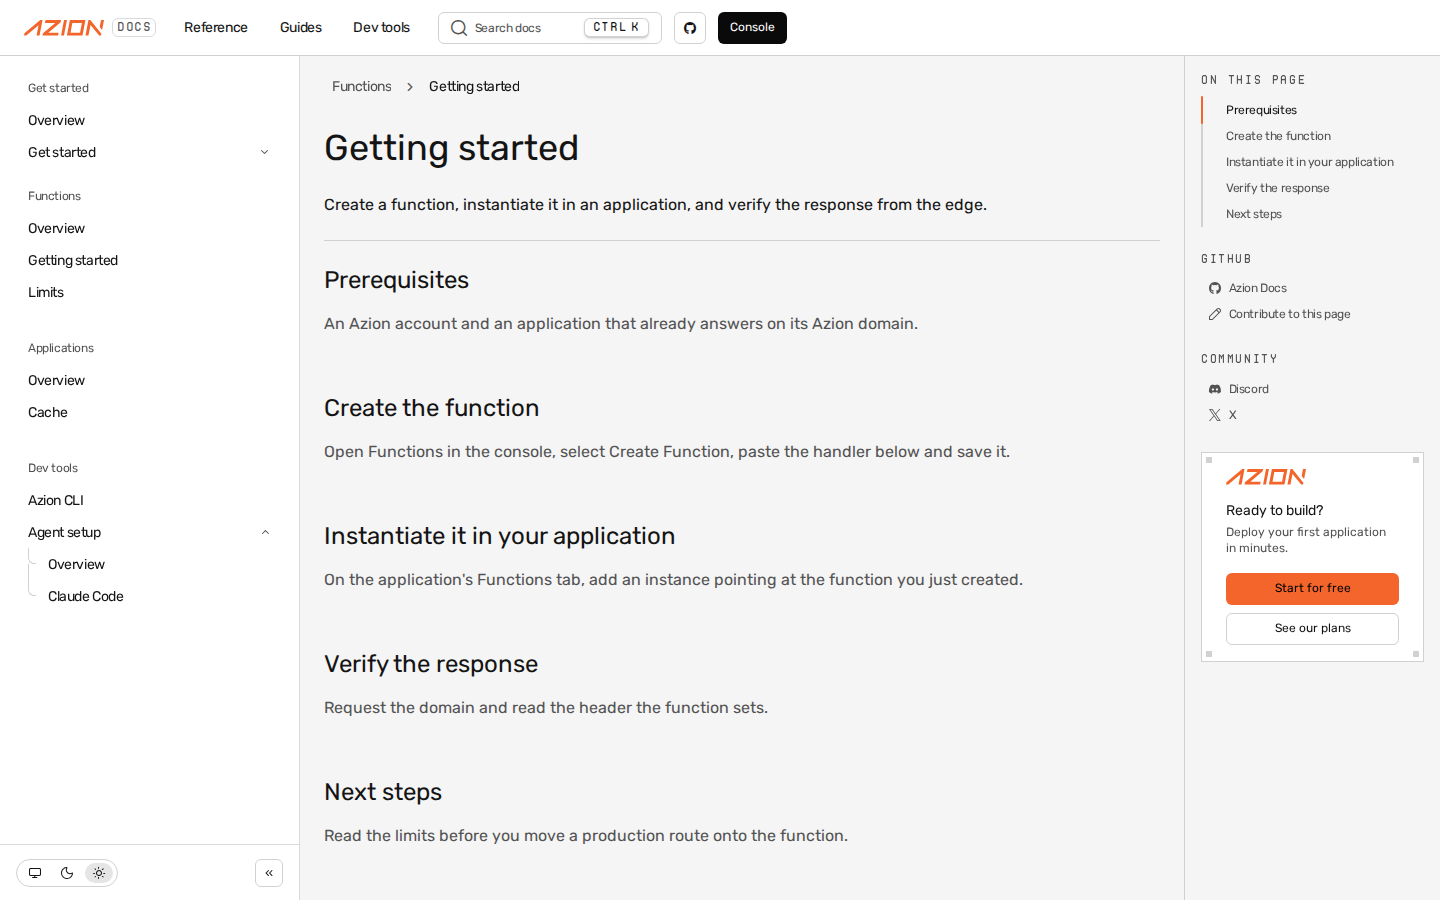 AZION DOCS Reference Guides Dev tools Search docs CTRL K Console
Get started
Overview
Get started
Functions
Overview
Getting started
Limits
Applications
Overview
Cache
Dev tools
Azion CLI
Agent setup
Overview
Claude Code
Functions Getting started
Getting started
Create a function, instantiate it in an application, and verify the response from the edge.
Prerequisites
An Azion account and an application that already answers on its Azion domain.
Create the function
Open Functions in the console, select Create Function, paste the handler below and save it.
Instantiate it in your application
On the application's Functions tab, add an instance pointing at the function you just created.
Verify the response
Request the domain and read the header the function sets.
Next steps
Read the limits before you move a production route onto the function.
ON THIS PAGE
Prerequisites
Create the function
Instantiate it in your application
Verify the response
Next steps
GITHUB
Azion Docs
Contribute to this page
COMMUNITY
Discord
X
AZION
Ready to build?
Deploy your first application
in minutes.
Start for free
See our plans